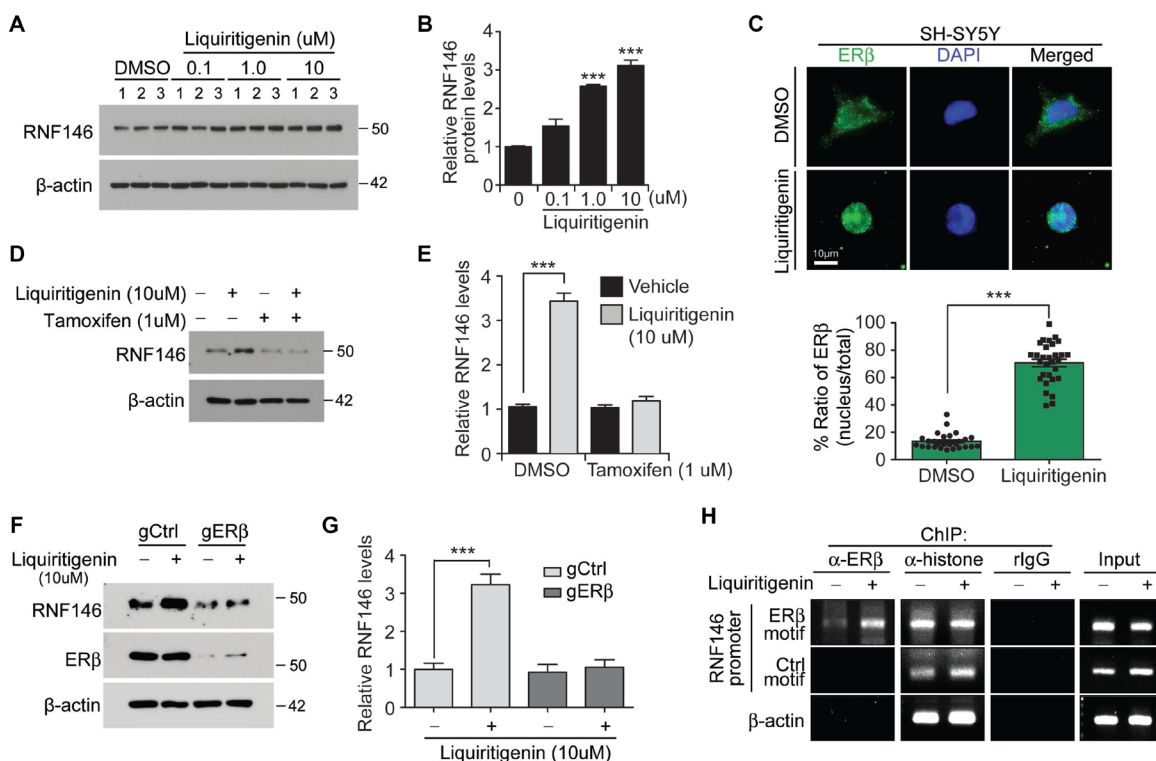 A
Liquiritigenin (uM)
DMSO 0.1 1.0 10
1 2 3 1 2 3 1 2 3 1 2 3
RNF146
50
β-actin
42
B
Relative RNF146
protein levels
4
3
2
1
0
***
***
0 0.1 1.0 10 (uM)
Liquiritigenin
C
SH-SY5Y
ERβ DAPI Merged
DMSO
Liquiritigenin
10μm
***
% Ratio of ERβ
(nucleus/total)
100
80
60
40
20
0
DMSO Liquiritigenin
D
Liquiritigenin (10uM) – + – +
Tamoxifen (1uM) – – + +
RNF146
50
β-actin
42
E
Relative RNF146 levels
4
3
2
1
0
***
Vehicle
Liquiritigenin
(10 uM)
DMSO Tamoxifen (1 uM)
F
gCtrl gERβ
Liquiritigenin – + – +
(10uM)
RNF146
50
ERβ
50
β-actin
42
G
Relative RNF146 levels
4
3
2
1
0
***
gCtrl
gERβ
– + – +
Liquiritigenin (10uM)
H
ChIP:
α-ERβ α-histone rIgG Input
Liquiritigenin – + – + – + – +
RNF146
promoter
ERβ
motif
Ctrl
motif
β-actin